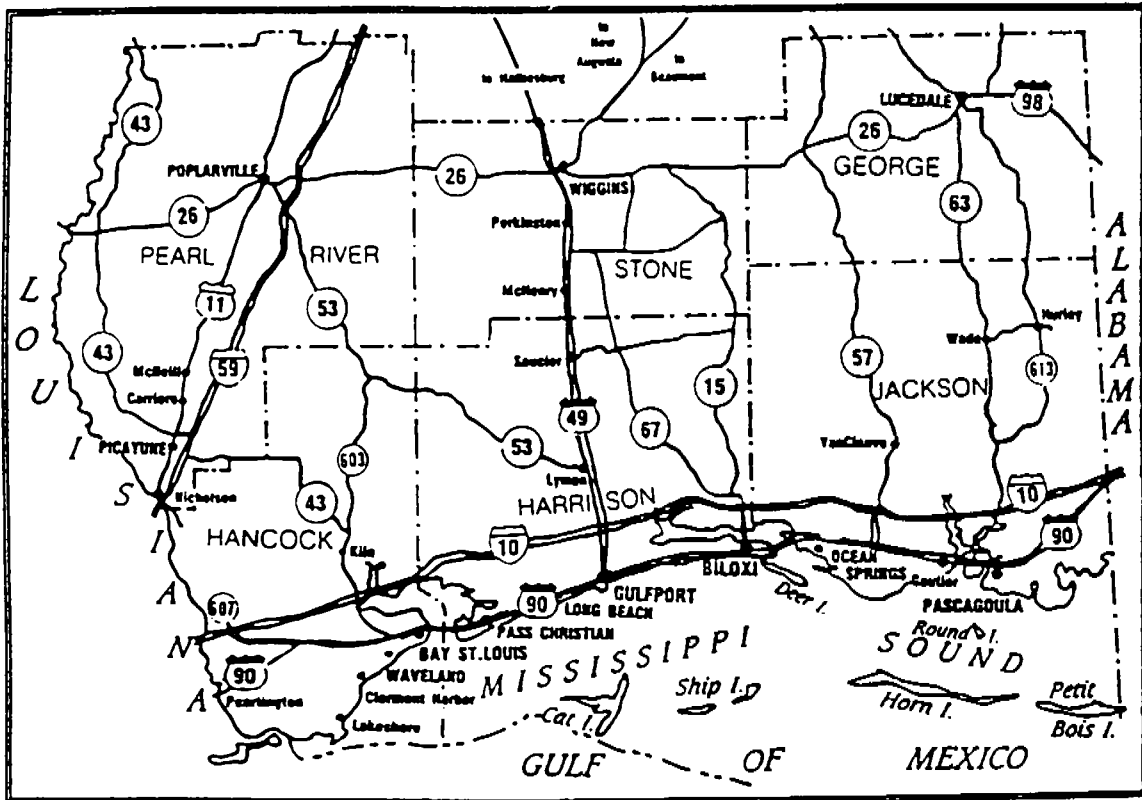 to
New
Augusta
to Hattiesburg
to
Beaumont
43
LUCEDALE
98
26
GEORGE
POPLARVILLE
26
WIGGINS
26
63
Perkinston
PEARL
RIVER
STONE
ALABAMA
LOUISIANA
11
53
McHenry
Hurley
Wade
43
59
Saucier
57
613
McNeill
15
JACKSON
Carriere
49
67
PICAYUNE
53
VanCleave
603
Lyman
Nicholson
43
HARRISON
10
HANCOCK
10
90
Kiln
BILOXI
OCEAN
SPRINGS
Gautier
607
90
GULFPORT
LONG BEACH
Deer I.
PASCAGOULA
PASS CHRISTIAN
Round I.
BAY ST. LOUIS
MISSISSIPPI
SOUND
90
WAVELAND
Pearlington
Clermont Harbor
Ship I.
Cat I.
Horn I.
Petit
Bois I.
Lakeshore
GULF OF MEXICO